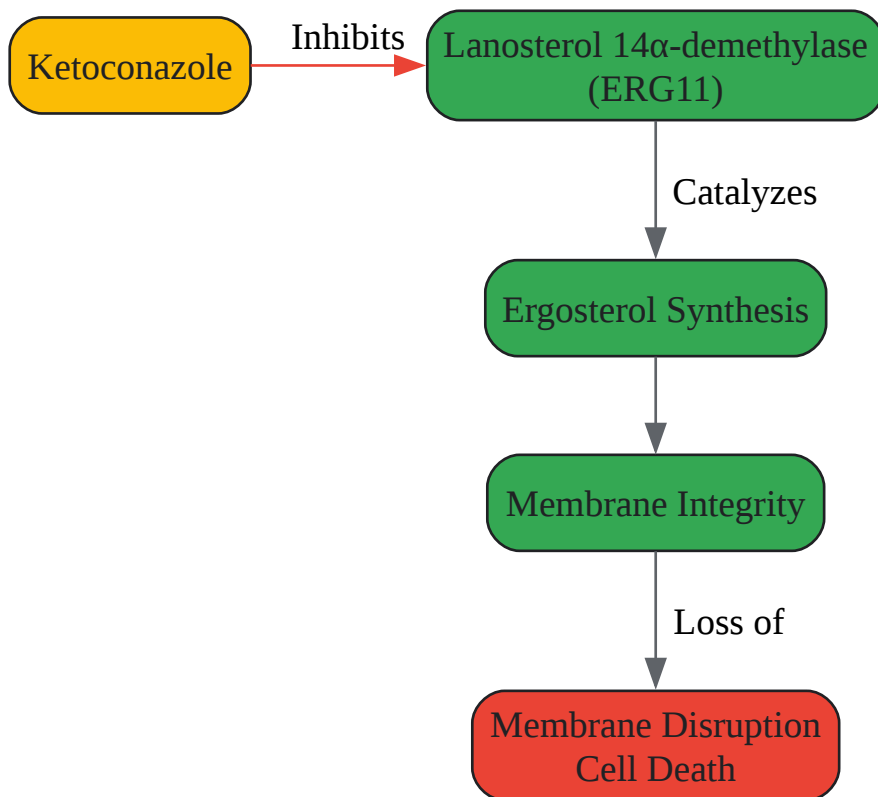 Ketoconazole
Inhibits
Lanosterol 14α-demethylase
(ERG11)
Catalyzes
Ergosterol Synthesis
Membrane Integrity
Loss of
Membrane Disruption
Cell Death